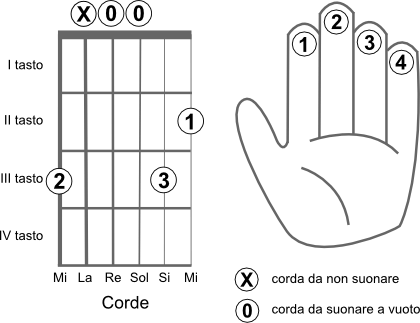 X 0 0
I tasto
II tasto
III tasto
IV tasto
1
2 3
Mi La Re Sol Si Mi
Corde
1 2 3 4
X corda da non suonare
0 corda da suonare a vuoto